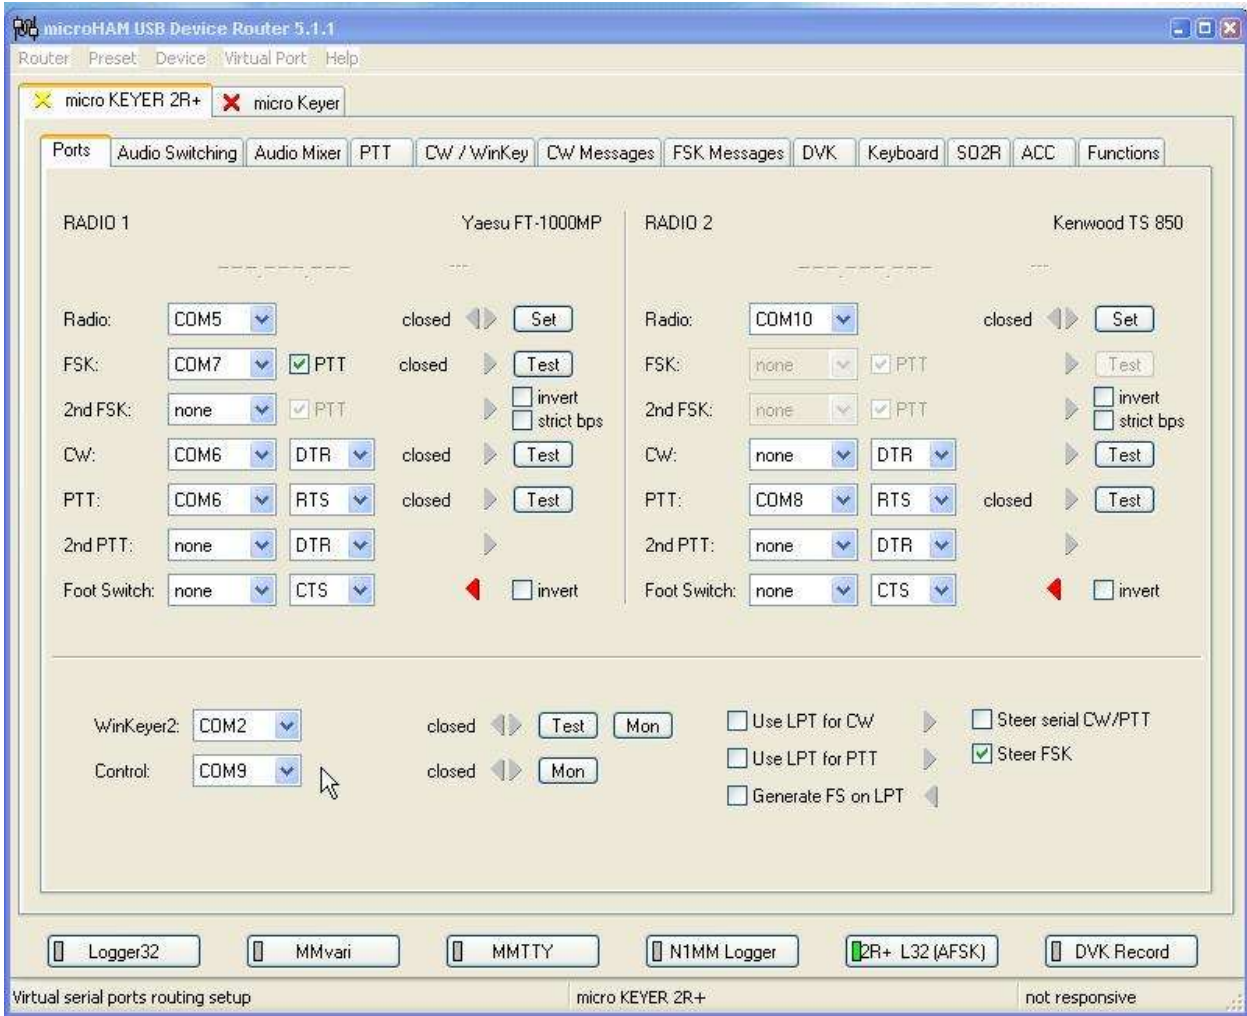 microHAM USB Device Router 5.1.1
Router Preset Device Virtual Port Help
micro KEYER 2R+ micro Keyer
Ports Audio Switching Audio Mixer PTT CW / WinKey CW Messages FSK Messages DVK Keyboard SO2R ACC Functions
RADIO 1 Yaesu FT-1000MP RADIO 2 Kenwood TS 850
---.---.--- --- ---.---.--- ---
Radio: COM5 closed Set Radio: COM10 closed Set
FSK: COM7 PTT closed Test FSK: none PTT Test
2nd FSK: none PTT invert 2nd FSK: none PTT invert
strict bps strict bps
CW: COM6 DTR closed Test CW: none DTR Test
PTT: COM6 RTS closed Test PTT: COM8 RTS closed Test
2nd PTT: none DTR 2nd PTT: none DTR
Foot Switch: none CTS invert Foot Switch: none CTS invert
WinKeyer2: COM2 closed Test Mon Use LPT for CW Steer serial CW/PTT
Use LPT for PTT Steer FSK
Control: COM9 closed Mon
Generate FS on LPT
Logger32 MMvari MMTTY N1MM Logger 2R+ L32 (AFSK) DVK Record
Virtual serial ports routing setup micro KEYER 2R+ not responsive